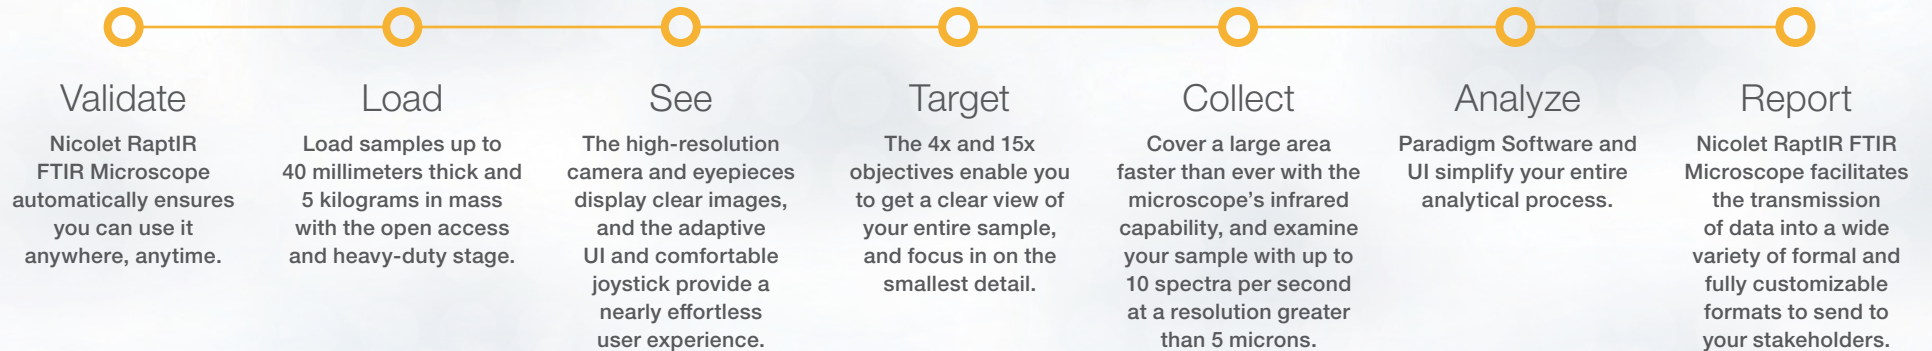 Validate
Nicolet RaptIR
FTIR Microscope
automatically ensures
you can use it
anywhere, anytime.
Load
Load samples up to
40 millimeters thick and
5 kilograms in mass
with the open access
and heavy-duty stage.
See
The high-resolution
camera and eyepieces
display clear images,
and the adaptive
UI and comfortable
joystick provide a
nearly effortless
user experience.
Target
The 4x and 15x
objectives enable you
to get a clear view of
your entire sample,
and focus in on the
smallest detail.
Collect
Cover a large area
faster than ever with the
microscope’s infrared
capability, and examine
your sample with up to
10 spectra per second
at a resolution greater
than 5 microns.
Analyze
Paradigm Software and
UI simplify your entire
analytical process.
Report
Nicolet RaptIR FTIR
Microscope facilitates
the transmission
of data into a wide
variety of formal and
fully customizable
formats to send to
your stakeholders.